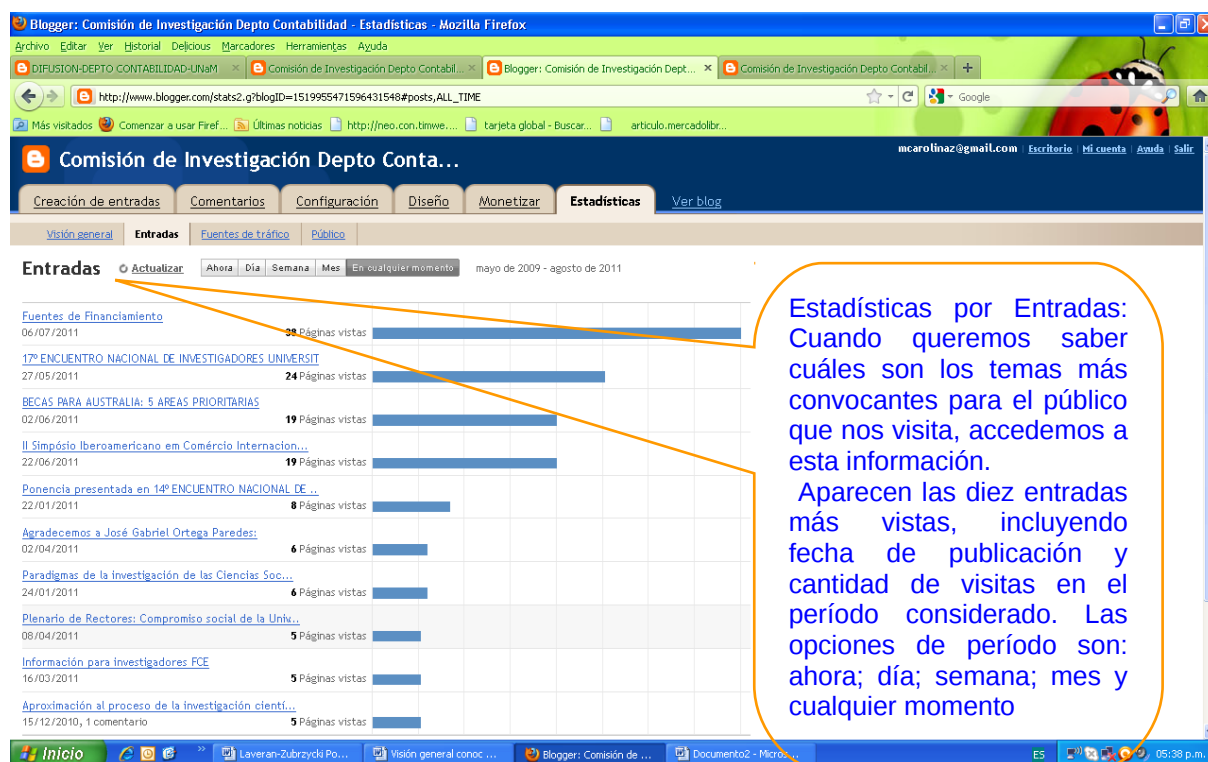 Blogger: Comisión de Investigación Depto Contabilidad - Estadísticas - Mozilla Firefox
Archivo Editar Ver Historial Delicious Marcadores Herramientas Ayuda
DIFUSION-DEPTO CONTABILIDAD-UNaM
Comisión de Investigación Depto Contabil...
Blogger: Comisión de Investigación Dept...
Comisión de Investigación Depto Contabil...
http://www.blogger.com/stats2.g?blogID=1519955471596431548#posts,ALL_TIME
Google
Más visitados Comenzar a usar Firef... Últimas noticias http://neo.con.timwe.... tarjeta global - Buscar... articulo.mercadolibr...
Comisión de Investigación Depto Conta...
mcarolinaz@gmail.com | Escritorio | Mi cuenta | Ayuda | Salir
Creación de entradas Comentarios Configuración Diseño Monetizar Estadísticas Ver blog
Visión general Entradas Fuentes de tráfico Público
Entradas Actualizar Ahora Día Semana Mes En cualquier momento mayo de 2009 - agosto de 2011
Fuentes de Financiamiento
06/07/2011 38 Páginas vistas
17º ENCUENTRO NACIONAL DE INVESTIGADORES UNIVERSIT
27/05/2011 24 Páginas vistas
BECAS PARA AUSTRALIA: 5 AREAS PRIORITARIAS
02/06/2011 19 Páginas vistas
II Simpósio Iberoamericano em Comércio Internacion...
22/06/2011 19 Páginas vistas
Ponencia presentada en 14º ENCUENTRO NACIONAL DE ...
22/01/2011 8 Páginas vistas
Agradecemos a José Gabriel Ortega Paredes:
02/04/2011 6 Páginas vistas
Paradigmas de la investigación de las Ciencias Soc...
24/01/2011 6 Páginas vistas
Plenario de Rectores: Compromiso social de la Univ...
08/04/2011 5 Páginas vistas
Información para investigadores FCE
16/03/2011 5 Páginas vistas
Aproximación al proceso de la investigación cientí...
15/12/2010, 1 comentario 5 Páginas vistas
Estadísticas por Entradas:
Cuando queremos saber
cuáles son los temas más
convocantes para el público
que nos visita, accedemos a
esta información.
Aparecen las diez entradas
más vistas, incluyendo
fecha de publicación y
cantidad de visitas en el
período considerado. Las
opciones de período son:
ahora; día; semana; mes y
cualquier momento
Inicio
Laveran-Zubrzycki Po...
Visión general conoc ...
Blogger: Comisión de ...
Documento2 - Micros...
ES
05:38 p.m.